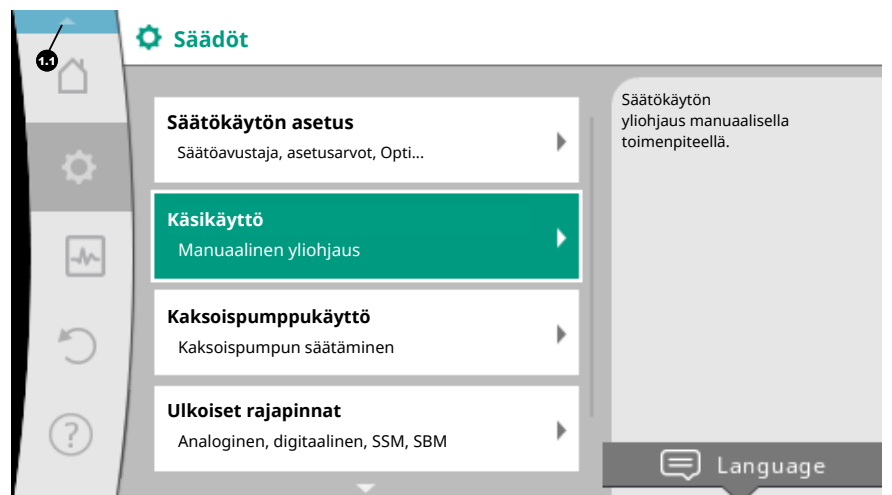 1.1
Säädöt
Säätökäytön asetus
Säätöavustaja, asetusarvot, Opti...
Käsikäyttö
Manuaalinen yliohjaus
Kaksoispumppukäyttö
Kaksoispumpun säätäminen
Ulkoiset rajapinnat
Analoginen, digitaalinen, SSM, SBM
Säätökäytön
yliohjaus manuaalisella
toimenpiteellä.
?
Language